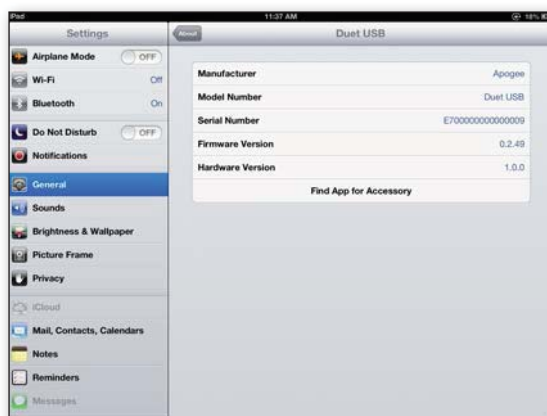 iPad 11:37 AM 18%
Settings About Duet USB
Airplane Mode OFF
Wi-Fi Off
Bluetooth On
Do Not Disturb OFF
Notifications
General
Sounds
Brightness & Wallpaper
Picture Frame
Privacy
iCloud
Mail, Contacts, Calendars
Notes
Reminders
Messages
Manufacturer Apogee
Model Number Duet USB
Serial Number E700000000000009
Firmware Version 0.2.49
Hardware Version 1.0.0
Find App for Accessory